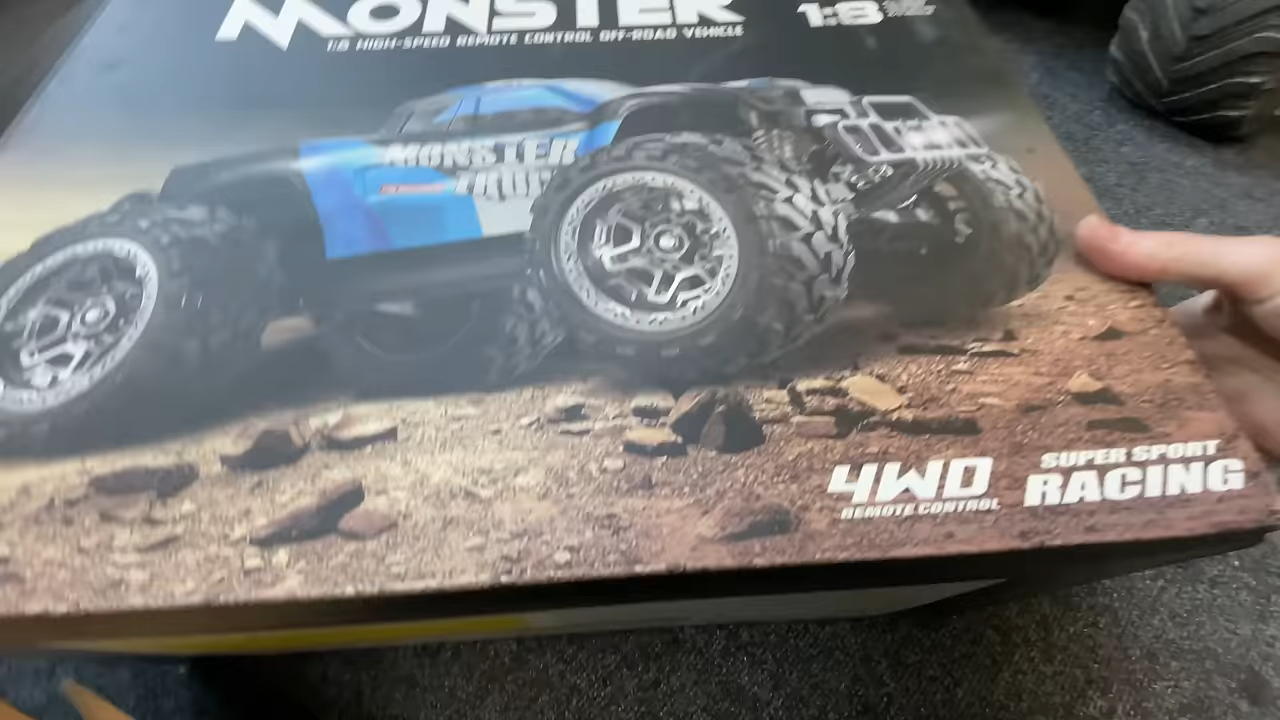 MONSTER
1:8
1:8 HIGH-SPEED REMOTE CONTROL OFF-ROAD VEHICLE
MONSTER
TRUCK
4WD
REMOTE CONTROL
SUPER SPORT
RACING